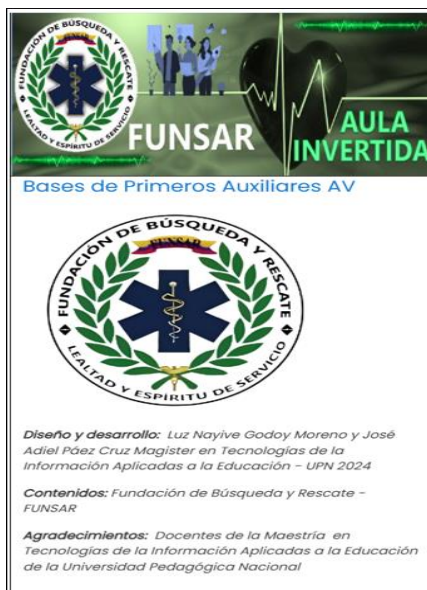 FUNDACIÓN DE BÚSQUEDA Y RESCATE
LEALTAD Y ESPÍRITU DE SERVICIO
FUNSAR
AULA
INVERTIDA
Bases de Primeros Auxiliares AV
FUNDACIÓN DE BÚSQUEDA Y RESCATE
FUNSAR
LEALTAD Y ESPÍRITU DE SERVICIO
Diseño y desarrollo: Luz Nayive Godoy Moreno y José
Adiel Páez Cruz Magister en Tecnologías de la
Información Aplicadas a la Educación - UPN 2024
Contenidos: Fundación de Búsqueda y Rescate -
FUNSAR
Agradecimientos: Docentes de la Maestría en
Tecnologías de la Información Aplicadas a la Educación
de la Universidad Pedagógica Nacional